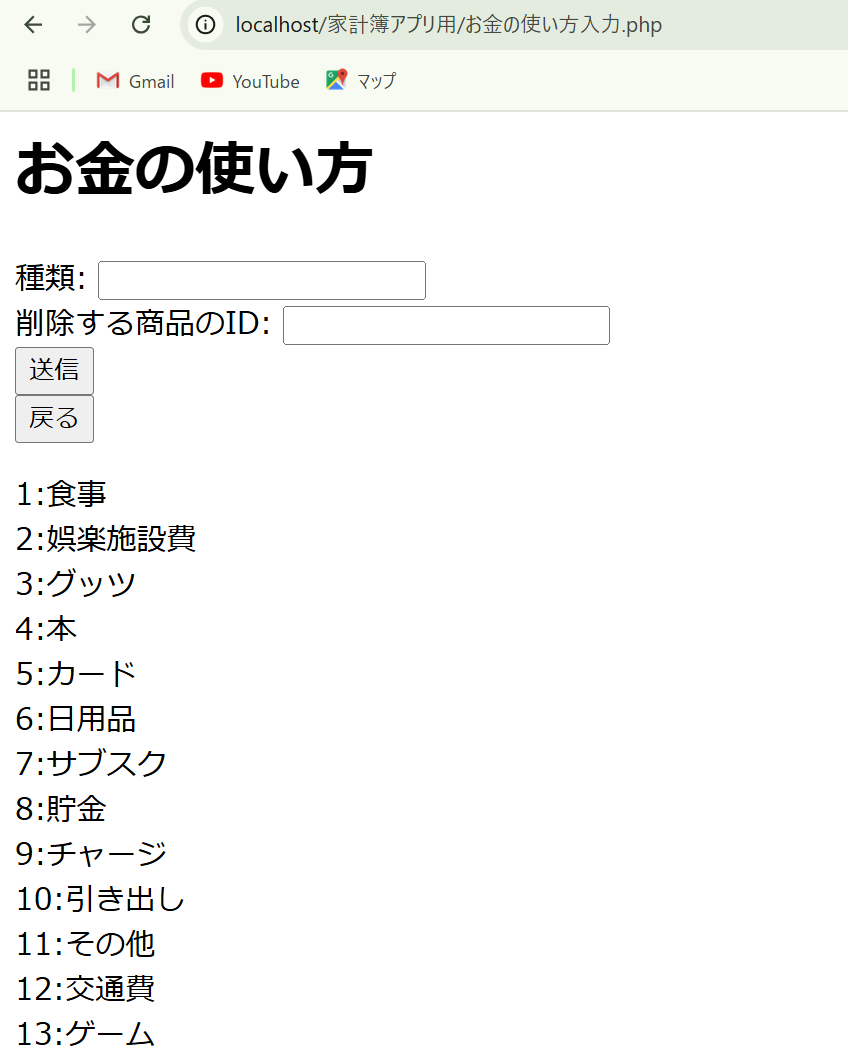 localhost/家計簿アプリ用/お金の使い方入力.php
Gmail YouTube マップ
お金の使い方
種類:
削除する商品のID:
送信
戻る
1:食事
2:娯楽施設費
3:グッツ
4:本
5:カード
6:日用品
7:サブスク
8:貯金
9:チャージ
10:引き出し
11:その他
12:交通費
13:ゲーム